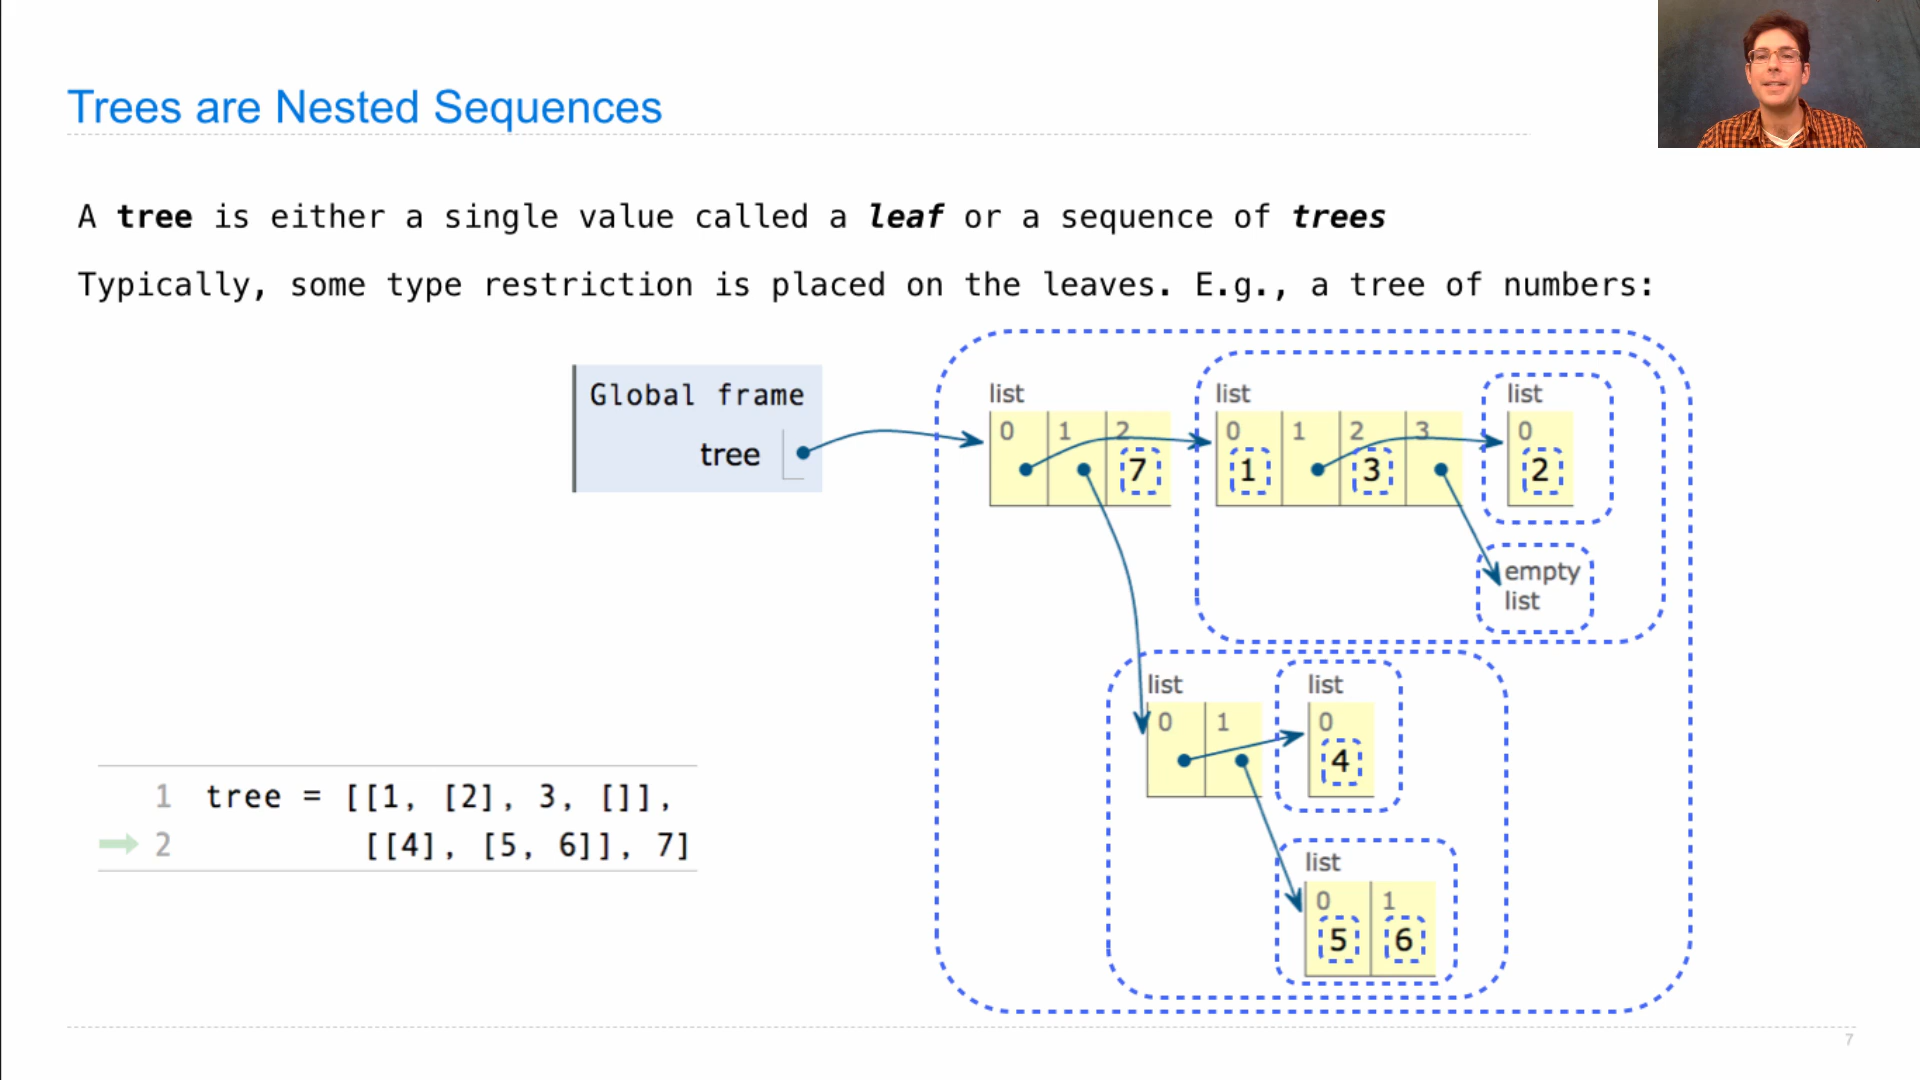 Trees are Nested Sequences
A tree is either a single value called a leaf or a sequence of trees
Typically, some type restriction is placed on the leaves. E.g., a tree of numbers:
Global frame
tree
list
0 1 2
7
list
0 1 2 3
1 3
list
0
2
empty
list
list
0 1
list
0
4
list
0 1
5 6
1 tree = [[1, [2], 3, []],
2 [[4], [5, 6]], 7]
7